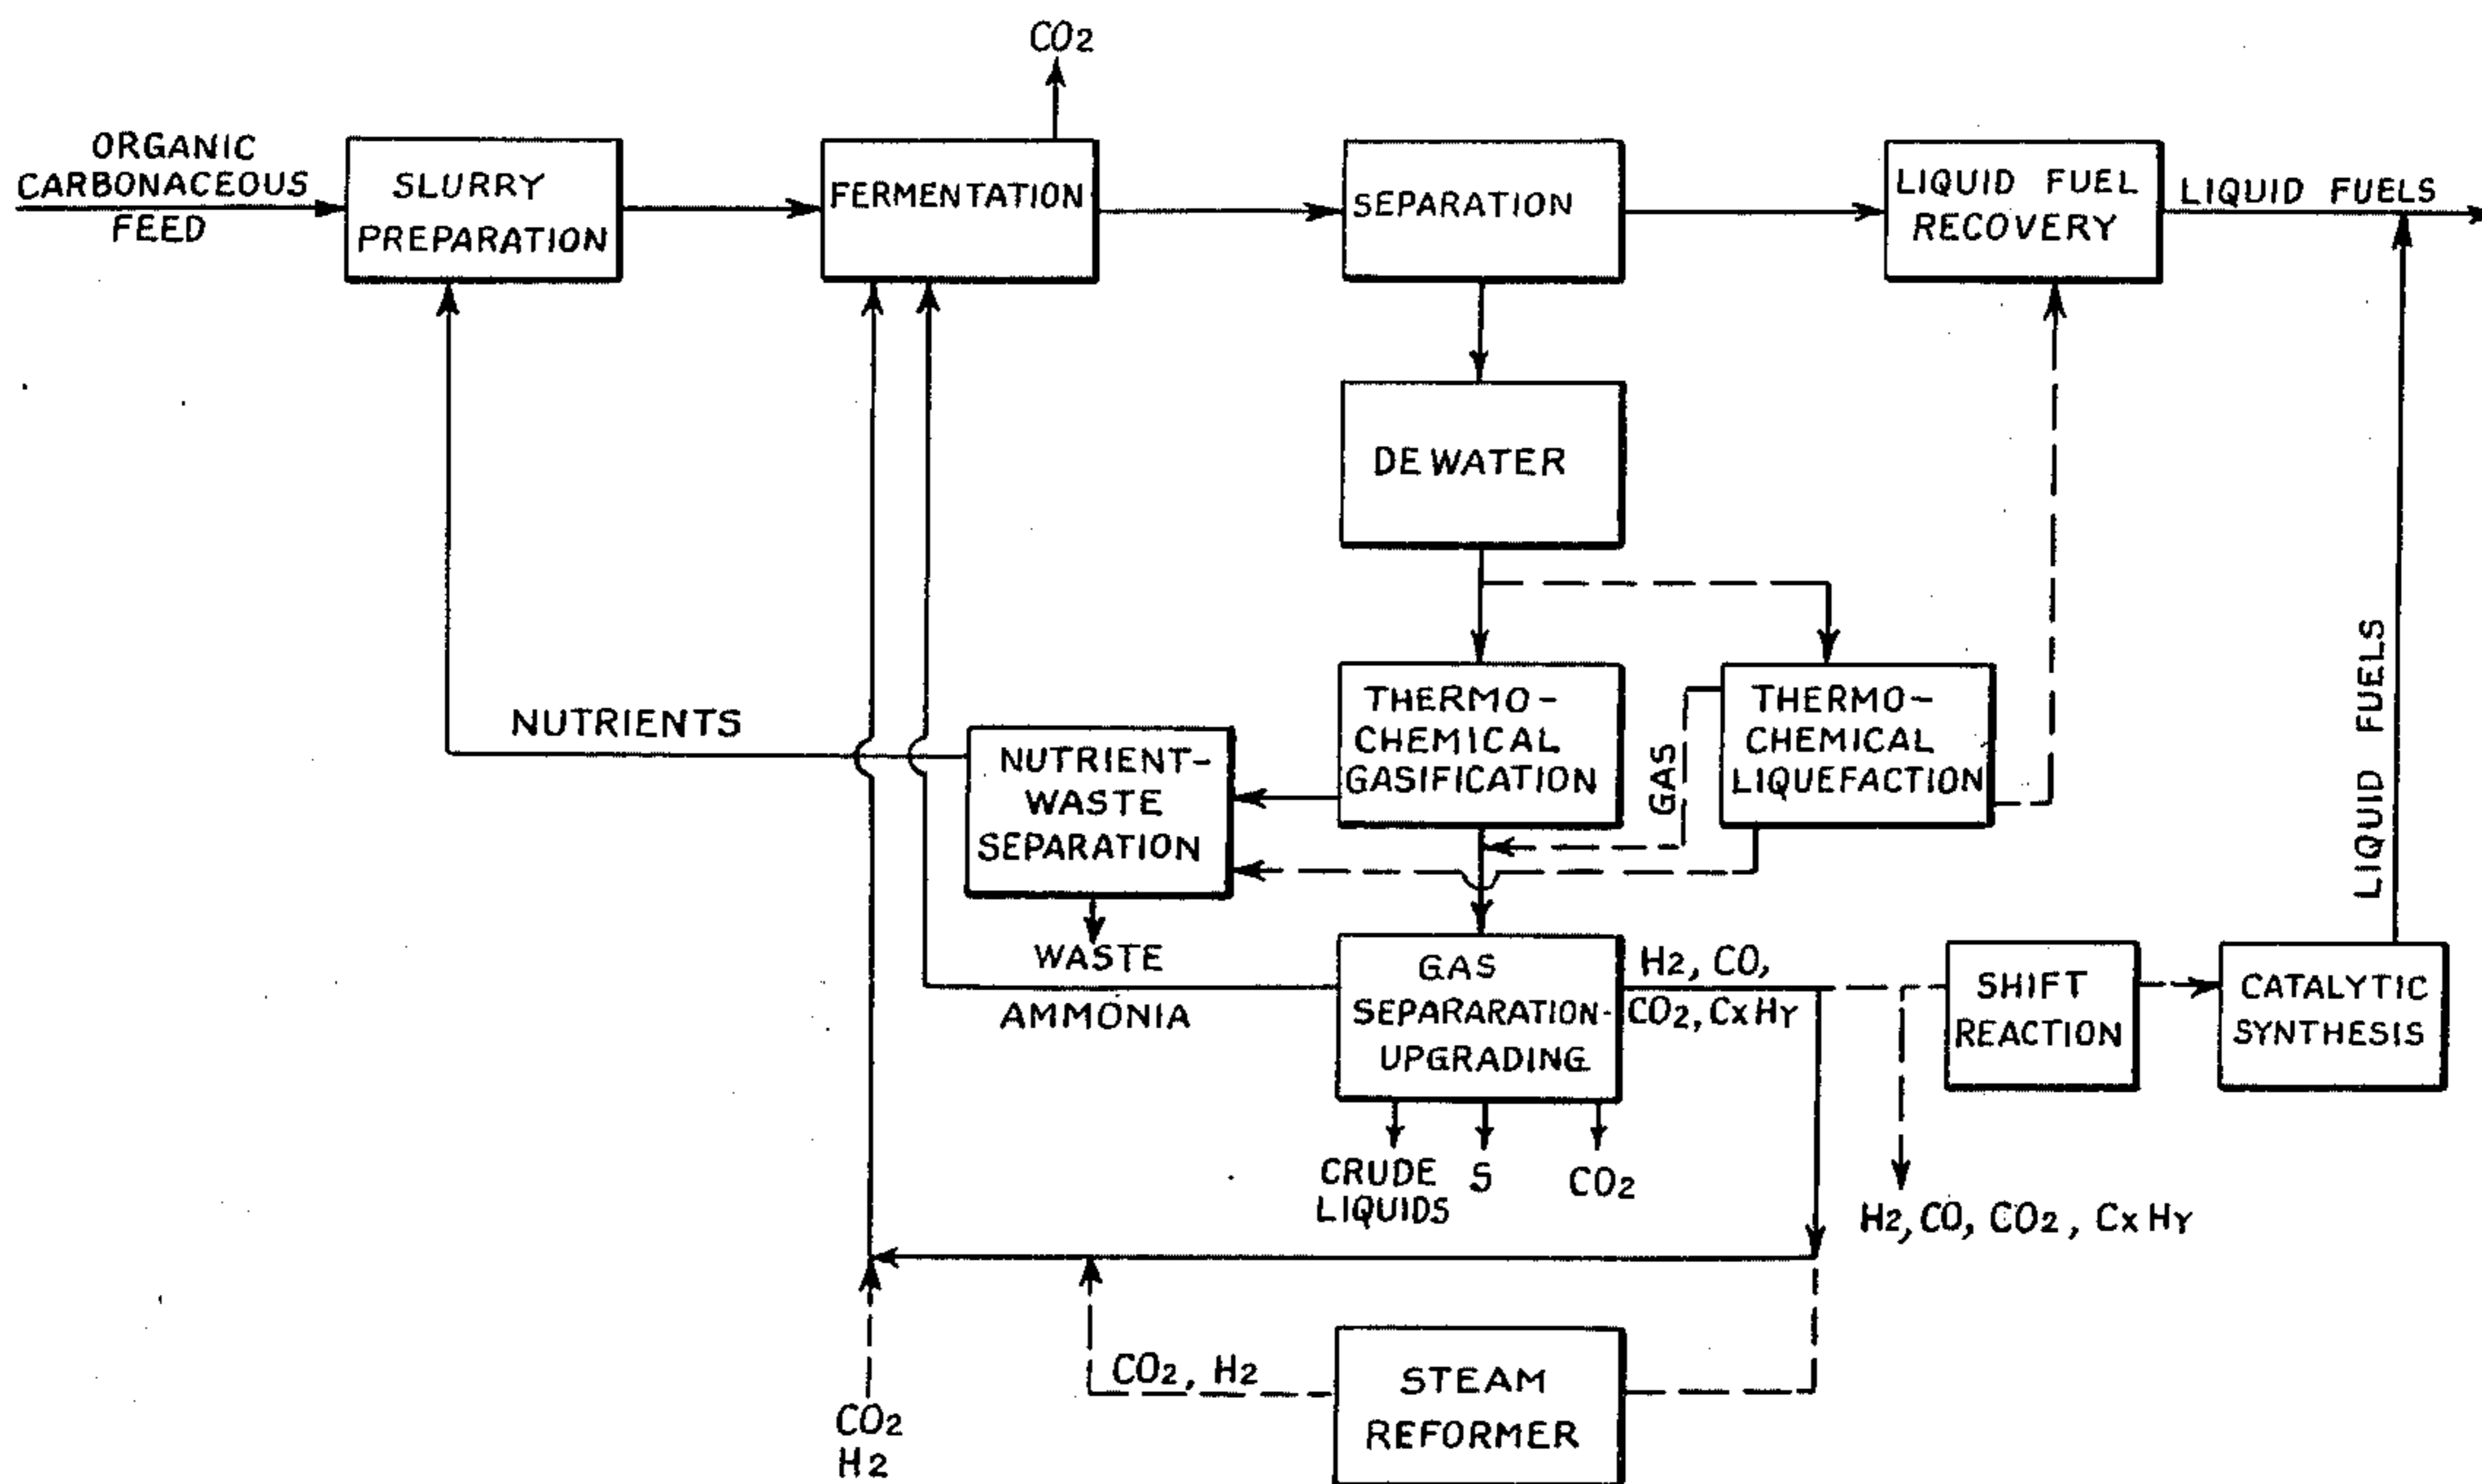 CO2
ORGANIC
CARBONACEOUS
FEED
SLURRY
PREPARATION
FERMENTATION
SEPARATION
LIQUID FUEL
RECOVERY
LIQUID FUELS
DEWATER
NUTRIENTS
NUTRIENT-
WASTE
SEPARATION
THERMO-
CHEMICAL
GASIFICATION
GAS
THERMO-
CHEMICAL
LIQUEFACTION
LIQUID FUELS
WASTE
AMMONIA
GAS
SEPARARATION-
UPGRADING
H2, CO,
CO2, CxHY
SHIFT
REACTION
CATALYTIC
SYNTHESIS
CRUDE
LIQUIDS
S
CO2
H2, CO, CO2, CxHY
CO2, H2
STEAM
REFORMER
CO2
H2